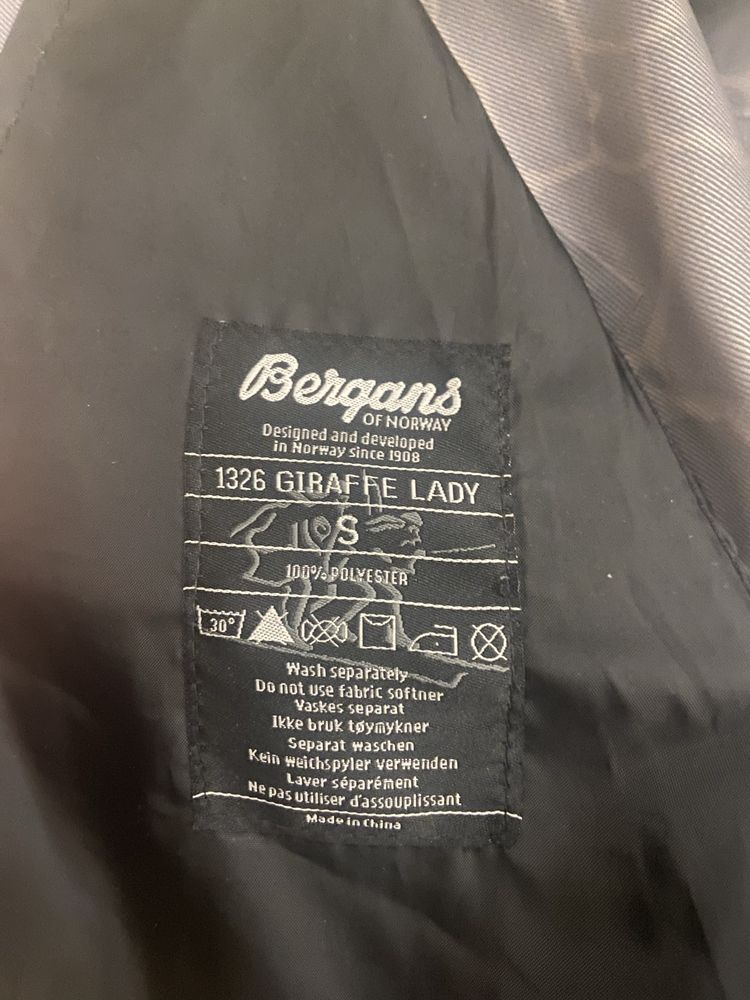 Bergans
OF NORWAY
Designed and developed
in Norway since 1908
1326 GIRAFFE LADY
S
100% POLYESTER
30°
Wash separately
Do not use fabric softner
Vaskes separat
Ikke bruk tøymykner
Separat waschen
Kein weichspyler verwenden
Laver séparément
Ne pas utiliser d'assouplissant
Made in China